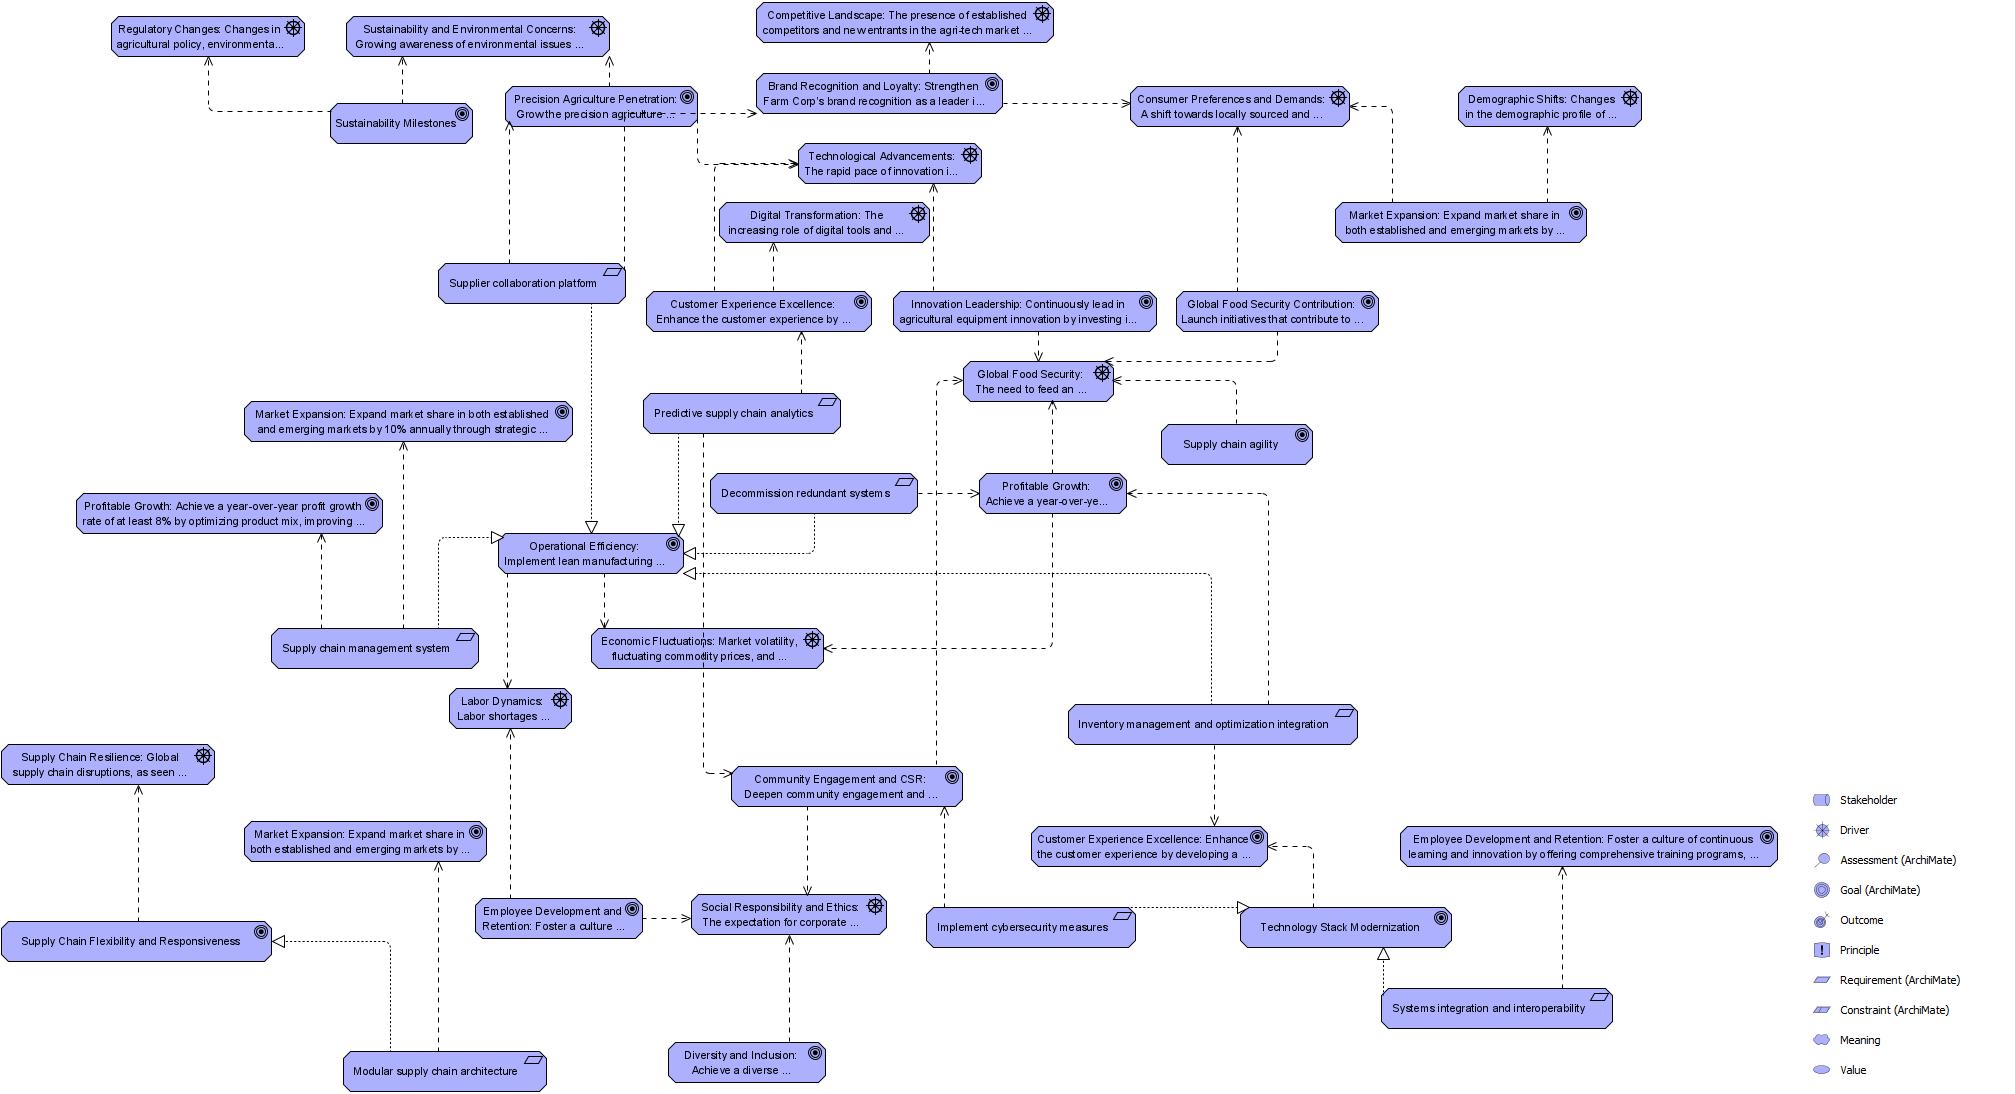 Regulatory Changes: Changes in
agricultural policy, environmenta...
Sustainability and Environmental Concerns:
Growing awareness of environmental issues ...
Competitive Landscape: The presence of established
competitors and new entrants in the agri-tech market ...
Sustainability Milestones
Precision Agriculture Penetration:
Grow the precision agriculture ...
Brand Recognition and Loyalty: Strengthen
Farm Corp's brand recognition as a leader i...
Consumer Preferences and Demands:
A shift towards locally sourced and ...
Demographic Shifts: Changes
in the demographic profile of ...
Technological Advancements:
The rapid pace of innovation i...
Digital Transformation: The
increasing role of digital tools and ...
Market Expansion: Expand market share in
both established and emerging markets by ...
Supplier collaboration platform
Customer Experience Excellence:
Enhance the customer experience by ...
Innovation Leadership: Continuously lead in
agricultural equipment innovation by investing i...
Global Food Security Contribution:
Launch initiatives that contribute to ...
Global Food Security:
The need to feed an ...
Market Expansion: Expand market share in both established
and emerging markets by 10% annually through strategic ...
Predictive supply chain analytics
Supply chain agility
Profitable Growth: Achieve a year-over-year profit growth
rate of at least 8% by optimizing product mix, improving ...
Decommission redundant systems
Profitable Growth:
Achieve a year-over-ye...
Operational Efficiency:
Implement lean manufacturing ...
Supply chain management system
Economic Fluctuations: Market volatility,
fluctuating commodity prices, and ...
Labor Dynamics:
Labor shortages ...
Inventory management and optimization integration
Supply Chain Resilience: Global
supply chain disruptions, as seen ...
Community Engagement and CSR:
Deepen community engagement and ...
Market Expansion: Expand market share in
both established and emerging markets by ...
Customer Experience Excellence: Enhance
the customer experience by developing a ...
Employee Development and Retention: Foster a culture of continuous
learning and innovation by offering comprehensive training programs, ...
Supply Chain Flexibility and Responsiveness
Employee Development and
Retention: Foster a culture ...
Social Responsibility and Ethics:
The expectation for corporate ...
Implement cybersecurity measures
Technology Stack Modernization
Systems integration and interoperability
Modular supply chain architecture
Diversity and Inclusion:
Achieve a diverse ...
Stakeholder
Driver
Assessment (ArchiMate)
Goal (ArchiMate)
Outcome
Principle
Requirement (ArchiMate)
Constraint (ArchiMate)
Meaning
Value